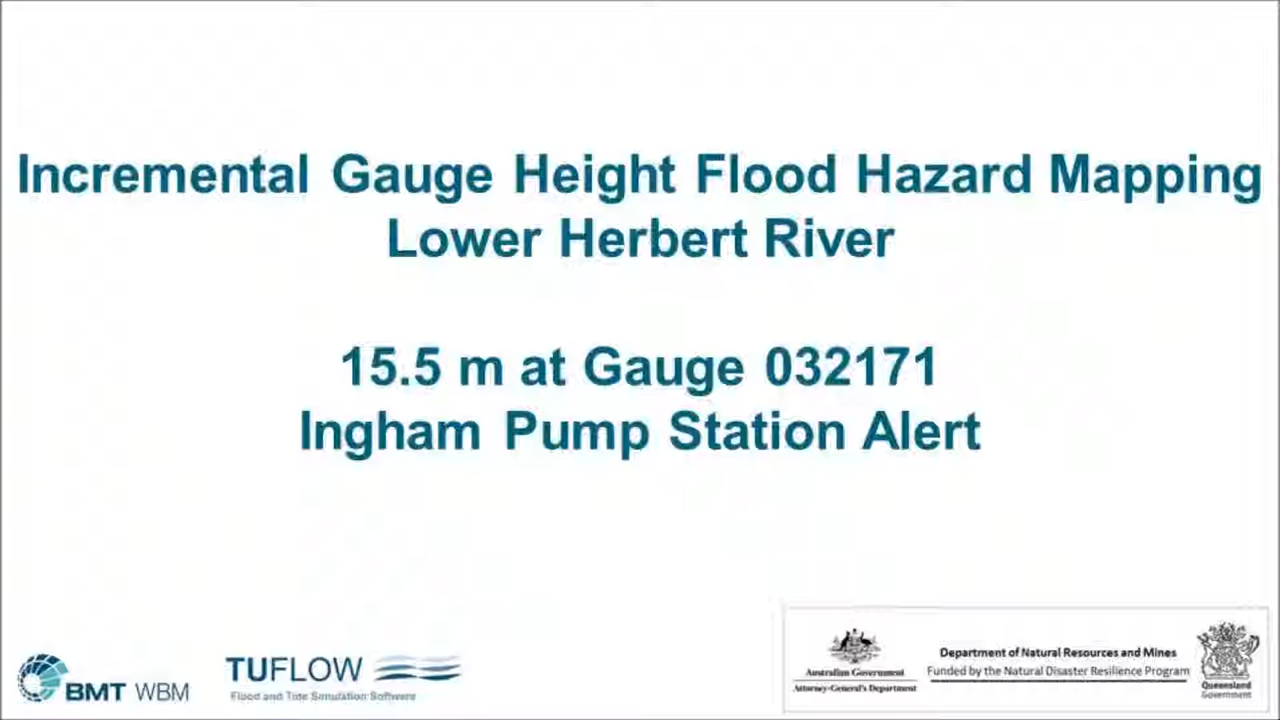 Incremental Gauge Height Flood Hazard Mapping
Lower Herbert River
15.5 m at Gauge 032171
Ingham Pump Station Alert
BMT WBM
TUFLOW
Flood and Tide Simulation Software
Australian Government
Attorney-General's Department
Department of Natural Resources and Mines
Funded by the Natural Disaster Resilience Program
Queensland
Government